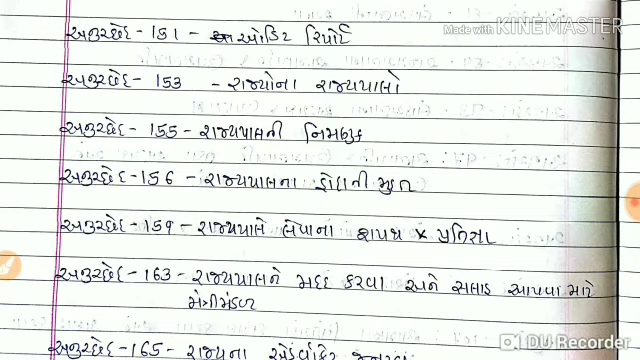 Made with KINEMASTER
અનુચ્છેદ - 151 - ઓડિટ રિપોર્ટ
અનુચ્છેદ - 153 - રાજ્યોના રાજ્યપાલો
અનુચ્છેદ - 155 - રાજ્યપાલની નિમણુક
અનુચ્છેદ - 156 - રાજ્યપાલના હોદાની મુદત
અનુચ્છેદ - 159 - રાજ્યપાલે લેવાના શપથ × પ્રતિજ્ઞા
અનુચ્છેદ - 163 - રાજ્યપાલને મદદ કરવા અને સલાહ આપવા માટે
મંત્રીમંડળ
અનુચ્છેદ - 165 - રાજ્યના એડવોકેટ જનરલ
DU Recorder